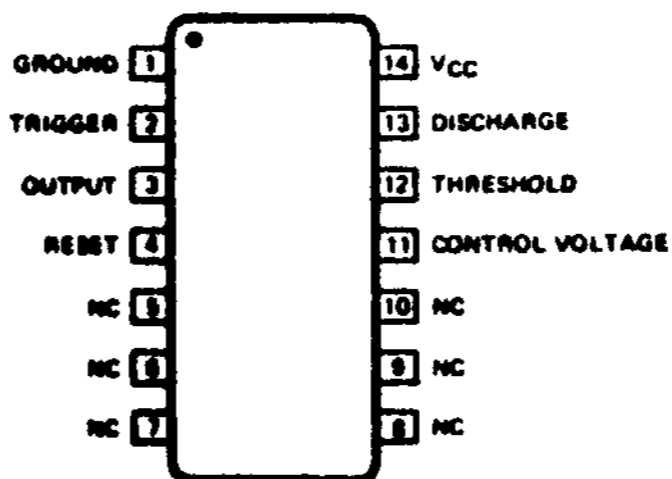 GROUND 1
TRIGGER 2
OUTPUT 3
RESET 4
NC 5
NC 6
NC 7
14 VCC
13 DISCHARGE
12 THRESHOLD
11 CONTROL VOLTAGE
10 NC
9 NC
8 NC